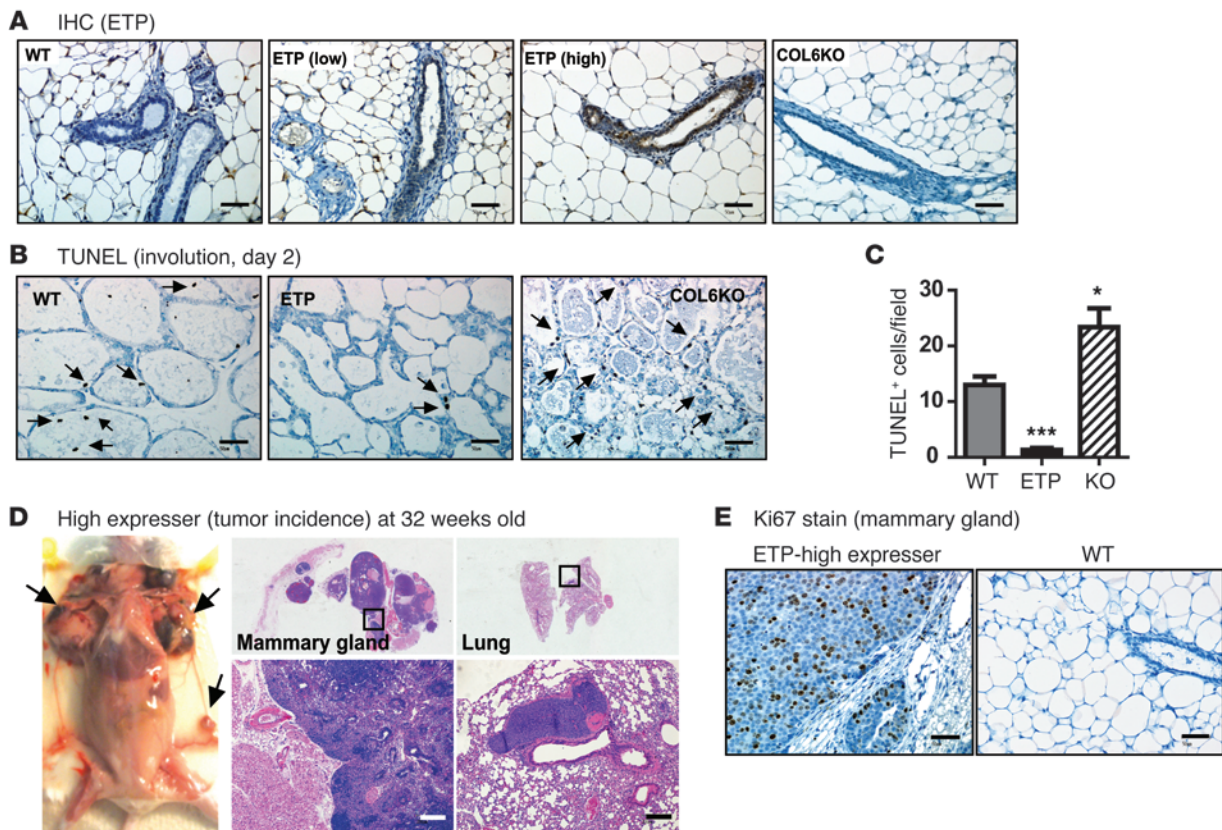 A IHC (ETP)
WT
ETP (low)
ETP (high)
COL6KO
B TUNEL (involution, day 2)
WT
ETP
COL6KO
C
TUNEL+ cells/field
30
20
10
0
*
***
WT ETP KO
D High expresser (tumor incidence) at 32 weeks old
Mammary gland
Lung
E Ki67 stain (mammary gland)
ETP-high expresser
WT